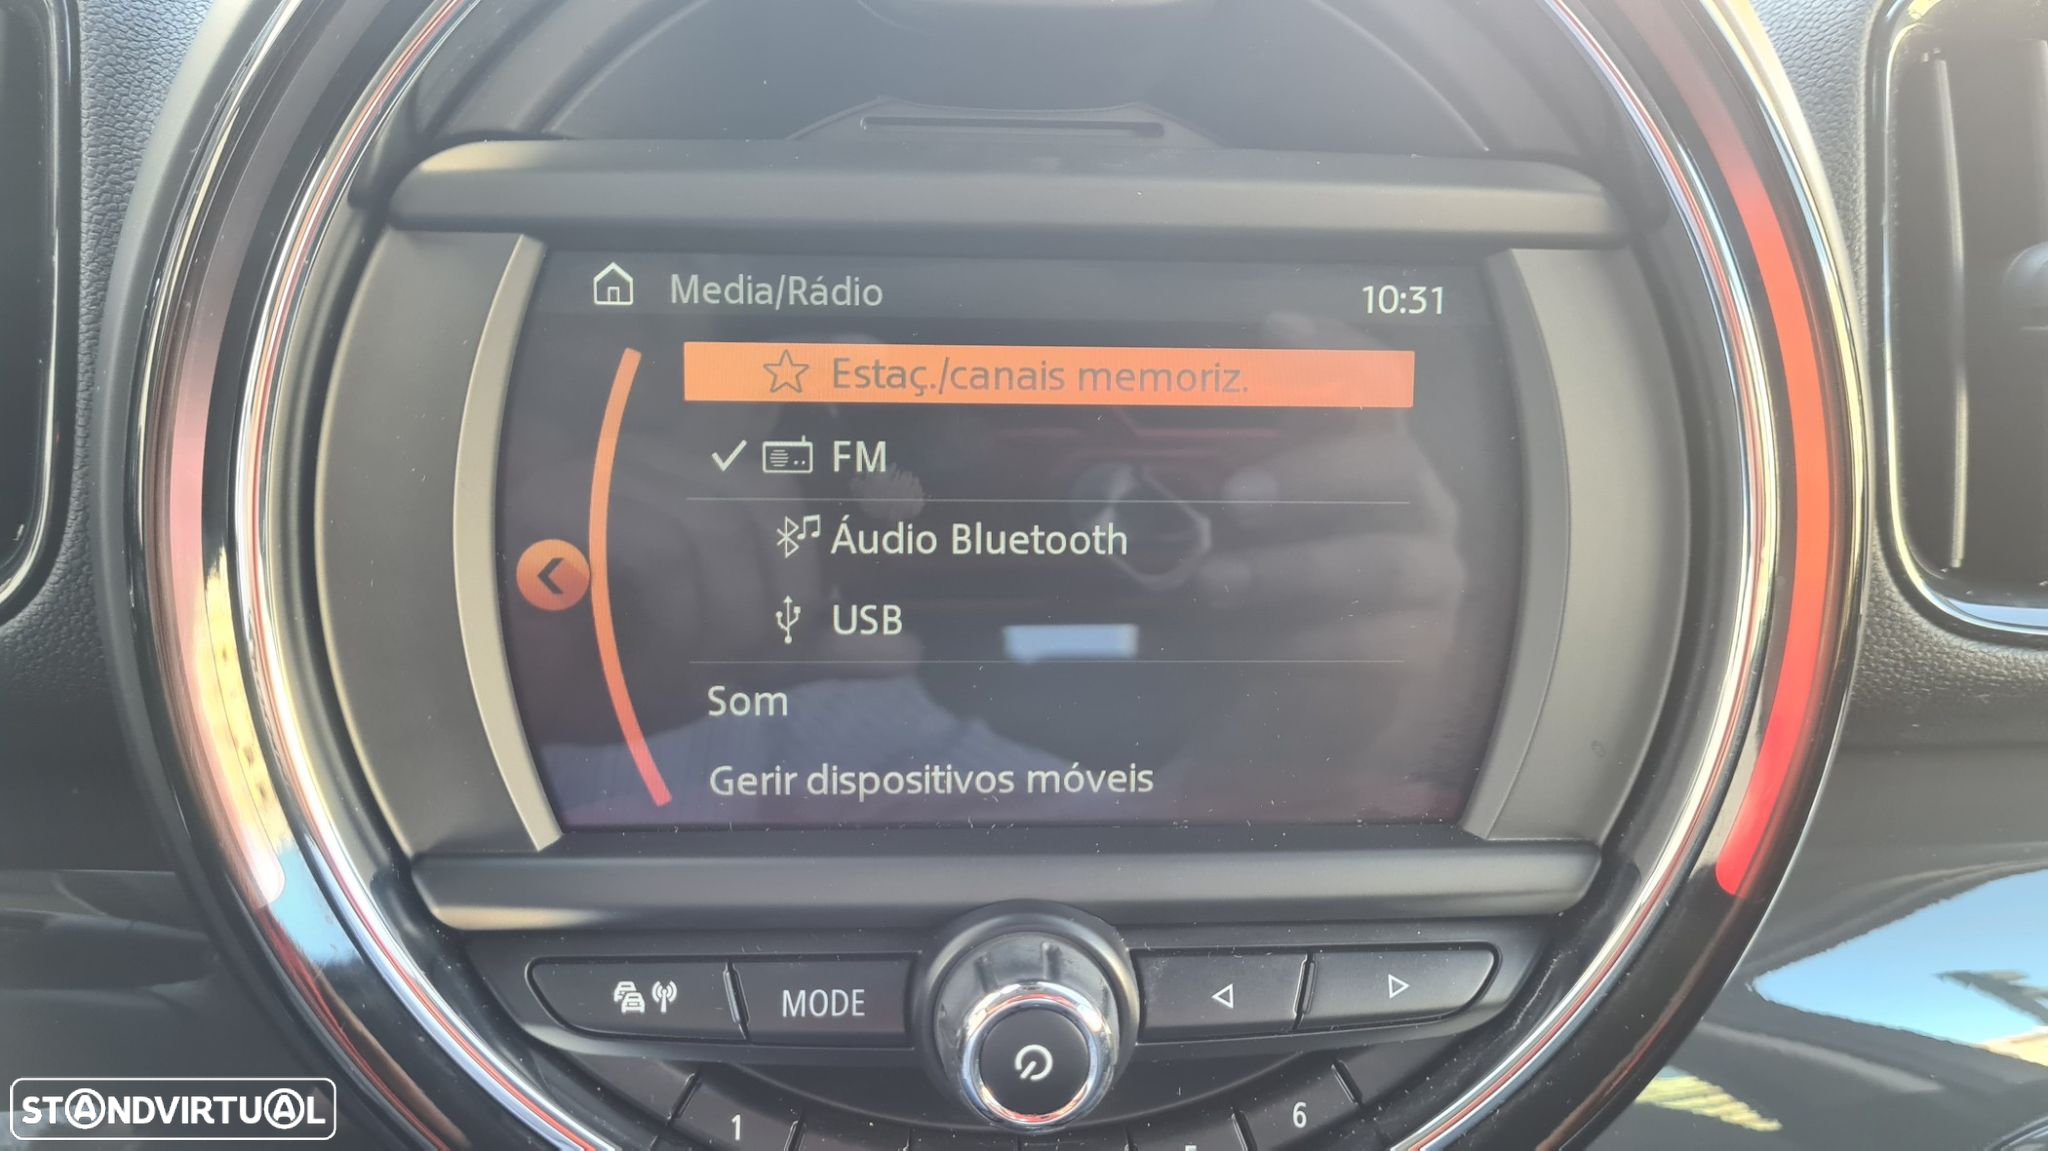 Media/Rádio
10:31
Estaç./canais memoriz.
FM
Áudio Bluetooth
USB
Som
Gerir dispositivos móveis
MODE
1
6
STANDVIRTUAL